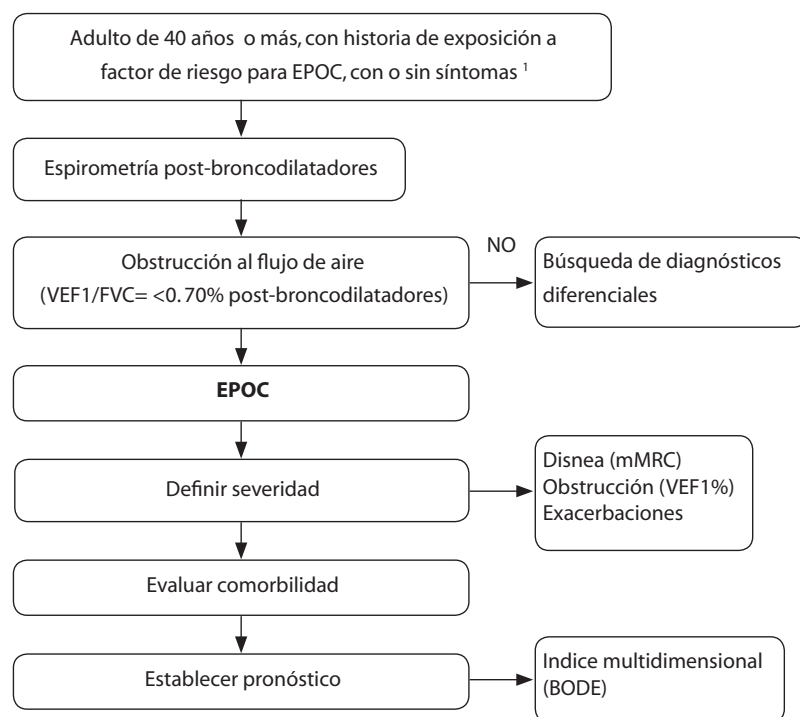 Adulto de 40 años o más, con historia de exposición a
factor de riesgo para EPOC, con o sin síntomas ¹
Espirometría post-broncodilatadores
Obstrucción al flujo de aire
(VEF1/FVC= <0.70% post-broncodilatadores)
NO
Búsqueda de diagnósticos
diferenciales
EPOC
Definir severidad
Disnea (mMRC)
Obstrucción (VEF1%)
Exacerbaciones
Evaluar comorbilidad
Establecer pronóstico
Indice multidimensional
(BODE)